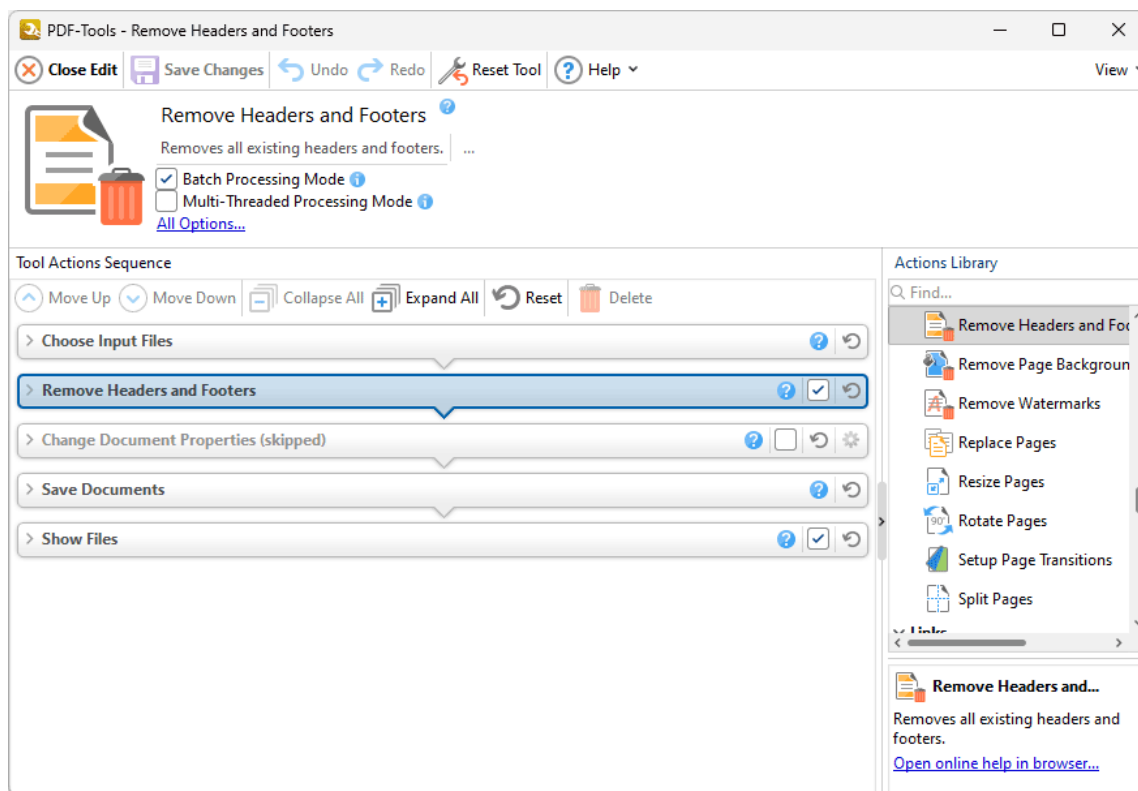 PDF-Tools - Remove Headers and Footers
Close Edit Save Changes Undo Redo Reset Tool ? Help View
Remove Headers and Footers ?
Removes all existing headers and footers. ...
Batch Processing Mode i
Multi-Threaded Processing Mode i
All Options...
Tool Actions Sequence
Move Up Move Down Collapse All Expand All Reset Delete
Choose Input Files ?
Remove Headers and Footers ?
Change Document Properties (skipped) ?
Save Documents ?
Show Files ?
Actions Library
Find...
Remove Headers and Foo
Remove Page Backgroun
Remove Watermarks
Replace Pages
Resize Pages
90° Rotate Pages
Setup Page Transitions
Split Pages
Links
Remove Headers and...
Removes all existing headers and
footers.
Open online help in browser...